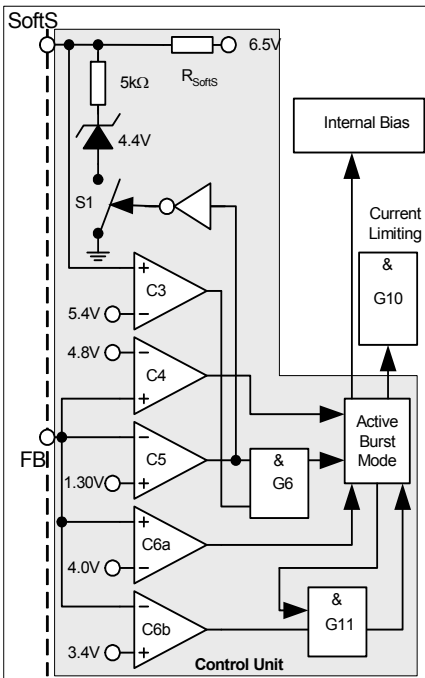 SoftS
6.5V
5kΩ
RSoftS
4.4V
Internal Bias
S1
Current
Limiting
&
G10
+
C3
5.4V
–
4.8V
–
C4
+
Active
Burst
Mode
FB
–
C5
1.30V
+
&
G6
+
C6a
4.0V
–
–
C6b
3.4V
+
&
G11
Control Unit